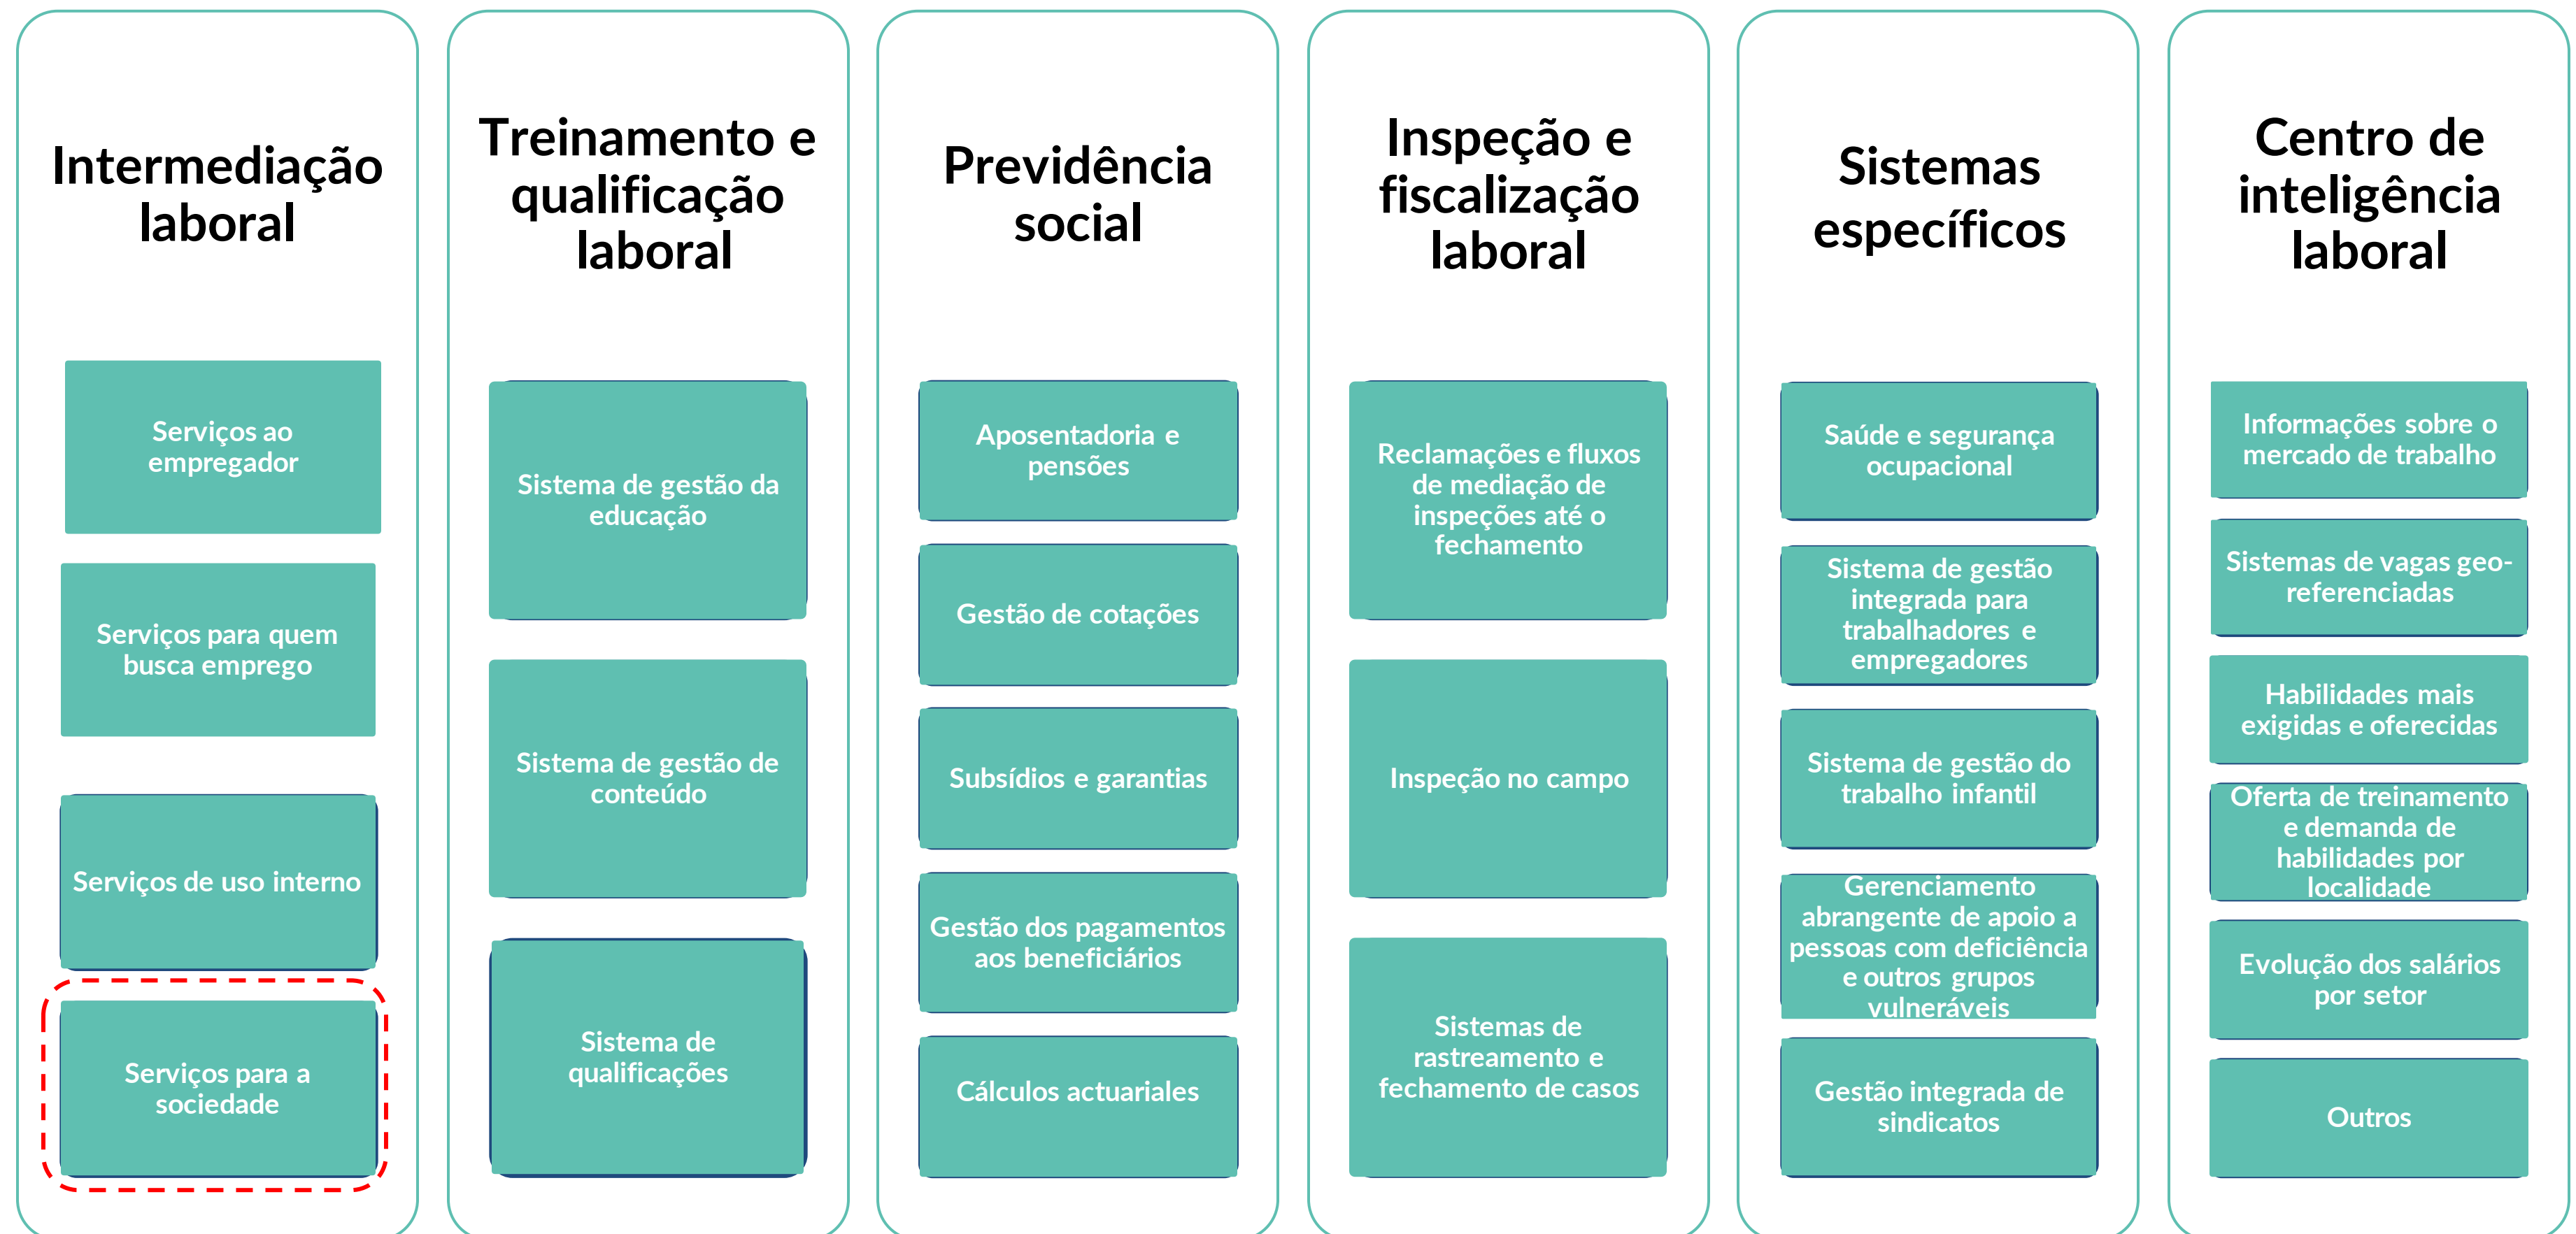 Intermediação
laboral
Serviços ao
empregador
Serviços para quem
busca emprego
Serviços de uso interno
Serviços para a
sociedade
Treinamento e
qualificação
laboral
Sistema de gestão da
educação
Sistema de gestão de
conteúdo
Sistema de
qualificações
Previdência
social
Aposentadoria e
pensões
Gestão de cotações
Subsídios e garantias
Gestão dos pagamentos
aos beneficiários
Cálculos actuariales
Inspeção e
fiscalização
laboral
Reclamações e fluxos
de mediação de
inspeções até o
fechamento
Inspeção no campo
Sistemas de
rastreamento e
fechamento de casos
Sistemas
específicos
Saúde e segurança
ocupacional
Sistema de gestão
integrada para
trabalhadores e
empregadores
Sistema de gestão do
trabalho infantil
Gerenciamento
abrangente de apoio a
pessoas com deficiência
e outros grupos
vulneráveis
Gestão integrada de
sindicatos
Centro de
inteligência
laboral
Informações sobre o
mercado de trabalho
Sistemas de vagas geo-
referenciadas
Habilidades mais
exigidas e oferecidas
Oferta de treinamento
e demanda de
habilidades por
localidade
Evolução dos salários
por setor
Outros